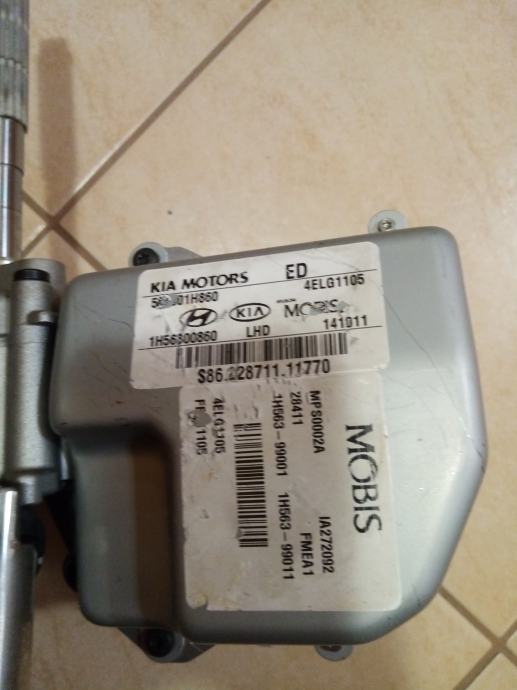 KIA MOTORS ED 4ELG1105
LHD MOBIS 141911
KIA
1H56300860
S86.228711.11770
MOBIS
IA272092
FMEA1
MPS0002A
28411
1H563-99001 1H563-99011